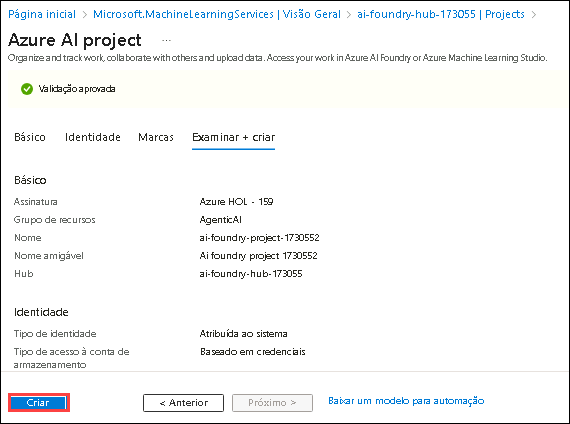 Página inicial > Microsoft.MachineLearningServices | Visão Geral > ai-foundry-hub-173055 | Projects >
Azure AI project ...
Organize and track work, collaborate with others and upload data. Access your work in Azure AI Foundry or Azure Machine Learning Studio.
Validação aprovada
Básico Identidade Marcas Examinar + criar
Básico
Assinatura Azure HOL - 159
Grupo de recursos AgenticAI
Nome ai-foundry-project-1730552
Nome amigável Ai foundry project 1730552
Hub ai-foundry-hub-173055
Identidade
Tipo de identidade Atribuída ao sistema
Tipo de acesso à conta de Baseado em credenciais
armazenamento
Criar < Anterior Próximo > Baixar um modelo para automação